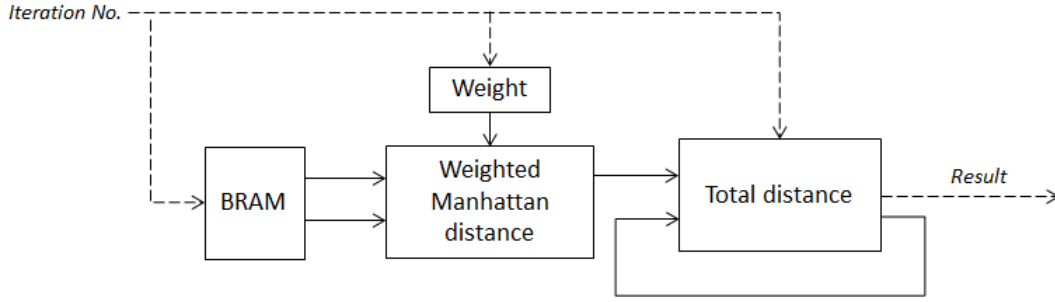 Iteration No.
Weight
BRAM
Weighted
Manhattan
distance
Total distance
Result